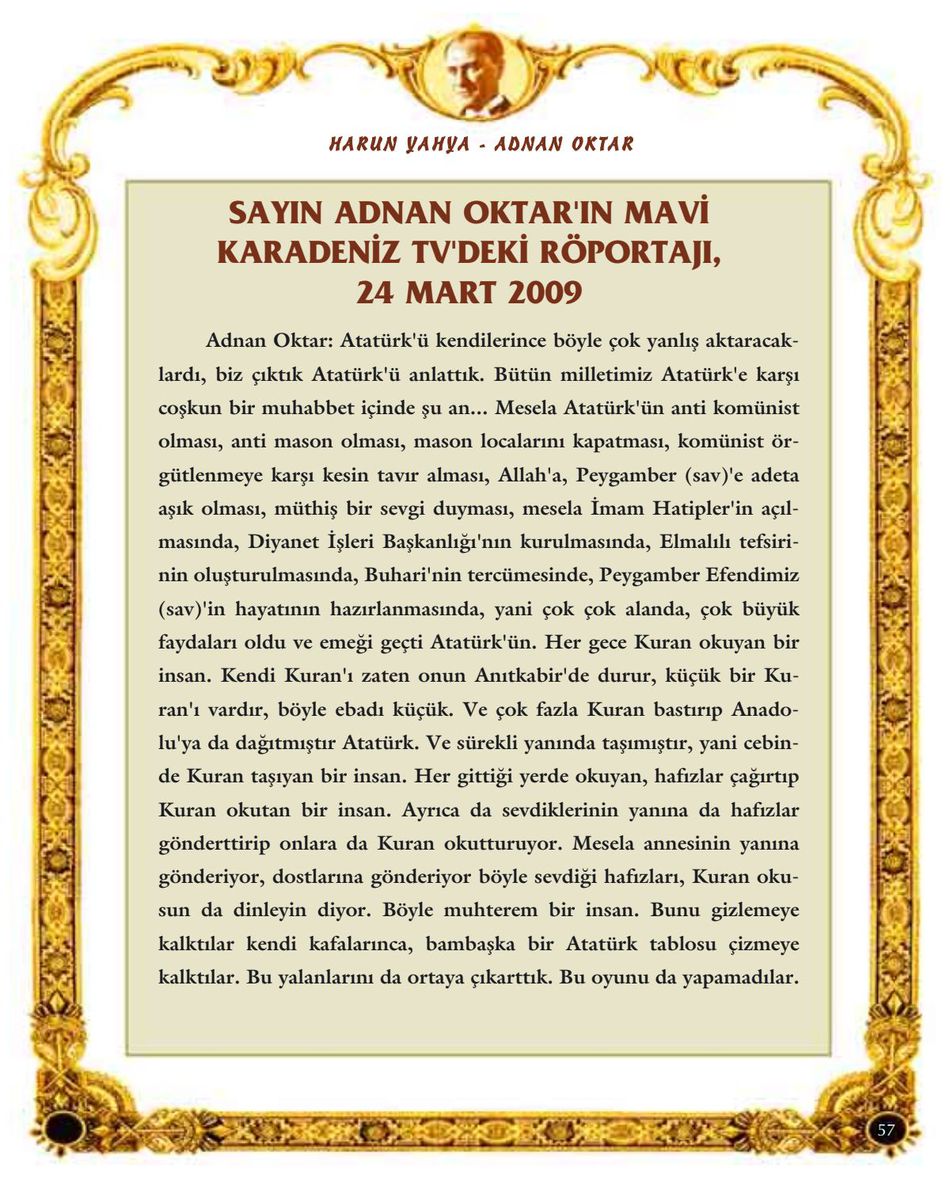 HARUN YAHYA - ADNAN OKTAR
SAYIN ADNAN OKTAR'IN MAVİ
KARADENİZ TV'DEKİ RÖPORTAJI,
24 MART 2009
Adnan Oktar: Atatürk'ü kendilerince böyle çok yanlış aktaracak-
lardı, biz çıktık Atatürk'ü anlattık. Bütün milletimiz Atatürk'e karşı
coşkun bir muhabbet içinde şu an... Mesela Atatürk'ün anti komünist
olması, anti mason olması, mason localarını kapatması, komünist ör-
gütlenmeye karşı kesin tavır alması, Allah'a, Peygamber (sav)'e adeta
aşık olması, müthiş bir sevgi duyması, mesela İmam Hatipler'in açıl-
masında, Diyanet İşleri Başkanlığı'nın kurulmasında, Elmalılı tefsiri-
nin oluşturulmasında, Buhari'nin tercümesinde, Peygamber Efendimiz
(sav)'in hayatının hazırlanmasında, yani çok çok alanda, çok büyük
faydaları oldu ve emeği geçti Atatürk'ün. Her gece Kuran okuyan bir
insan. Kendi Kuran'ı zaten onun Anıtkabir'de durur, küçük bir Ku-
ran'ı vardır, böyle ebadı küçük. Ve çok fazla Kuran bastırıp Anado-
lu'ya da dağıtmıştır Atatürk. Ve sürekli yanında taşımıştır, yani cebin-
de Kuran taşıyan bir insan. Her gittiği yerde okuyan, hafızlar çağırtıp
Kuran okutan bir insan. Ayrıca da sevdiklerinin yanına da hafızlar
gönderttirip onlara da Kuran okutturuyor. Mesela annesinin yanına
gönderiyor, dostlarına gönderiyor böyle sevdiği hafızları, Kuran oku-
sun da dinleyin diyor. Böyle muhterem bir insan. Bunu gizlemeye
kalktılar kendi kafalarınca, bambaşka bir Atatürk tablosu çizmeye
kalktılar. Bu yalanlarını da ortaya çıkarttık. Bu oyunu da yapamadılar.
57